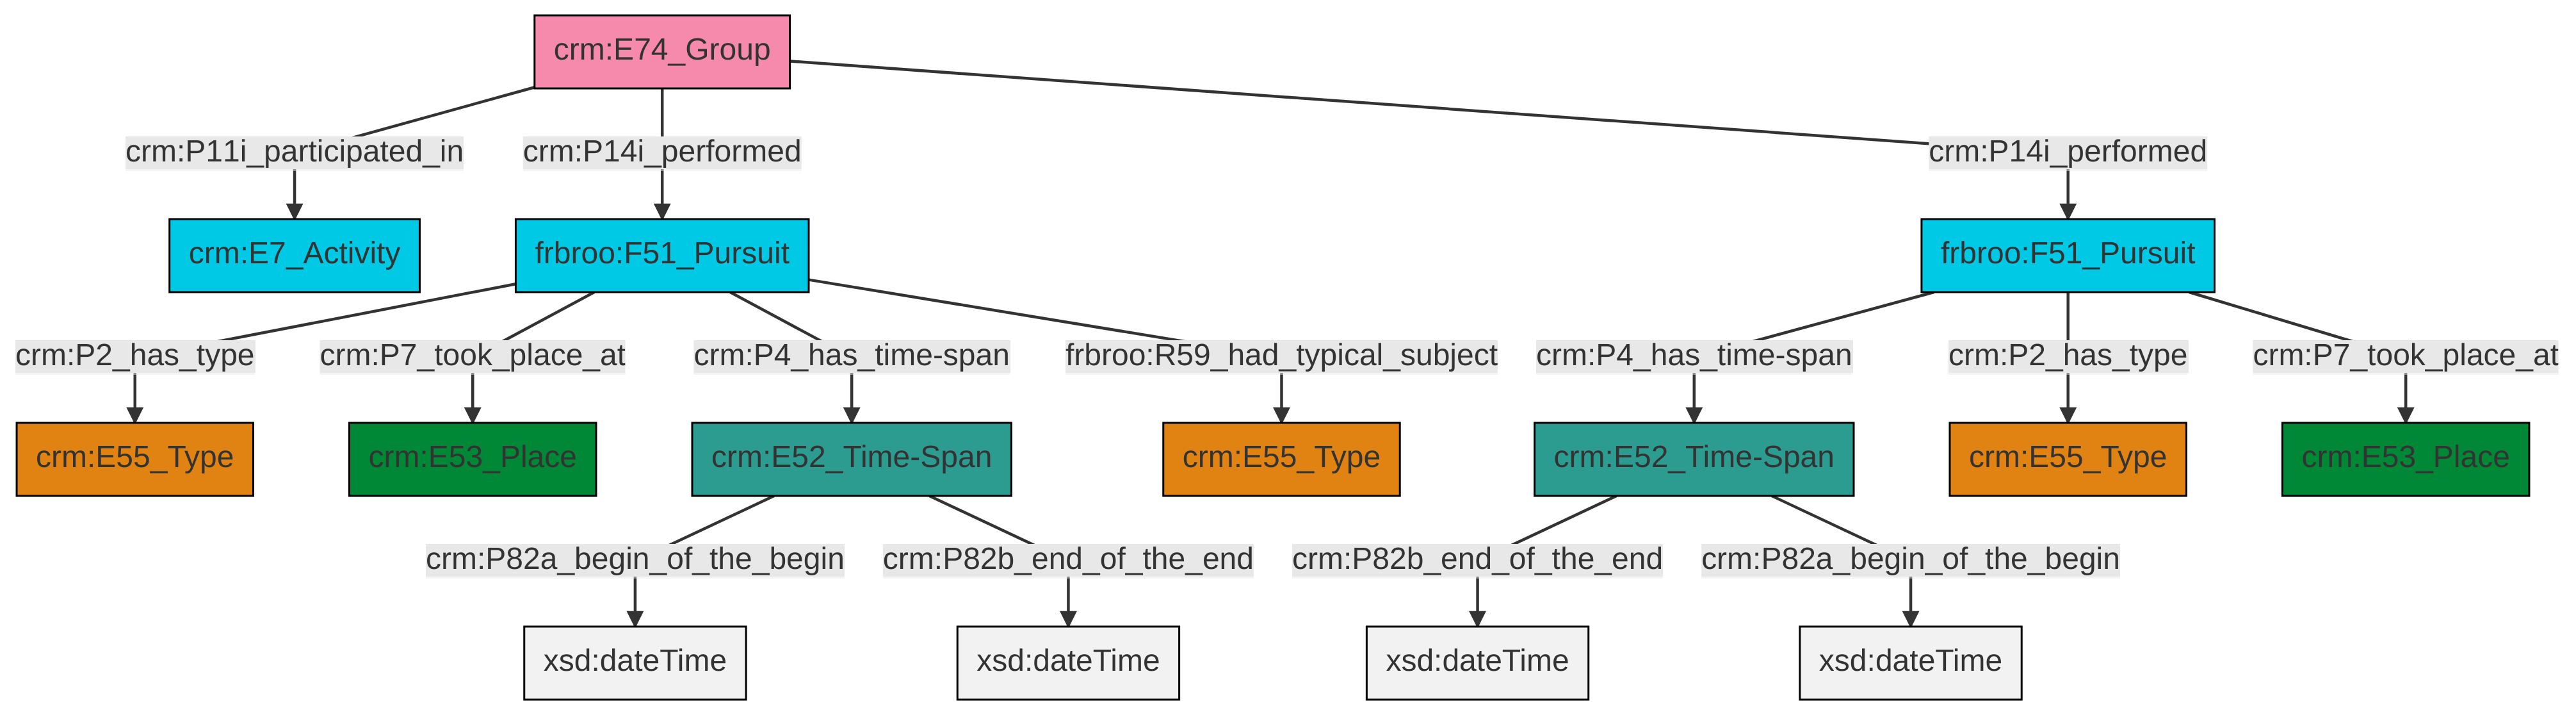 crm:E74_Group
crm:P11i_participated_in
crm:P14i_performed
crm:P14i_performed
crm:E7_Activity
frbroo:F51_Pursuit
frbroo:F51_Pursuit
crm:P2_has_type
crm:P7_took_place_at
crm:P4_has_time-span
frbroo:R59_had_typical_subject
crm:P4_has_time-span
crm:P2_has_type
crm:P7_took_place_at
crm:E55_Type
crm:E53_Place
crm:E52_Time-Span
crm:E55_Type
crm:E52_Time-Span
crm:E55_Type
crm:E53_Place
crm:P82a_begin_of_the_begin
crm:P82b_end_of_the_end
crm:P82b_end_of_the_end
crm:P82a_begin_of_the_begin
xsd:dateTime
xsd:dateTime
xsd:dateTime
xsd:dateTime